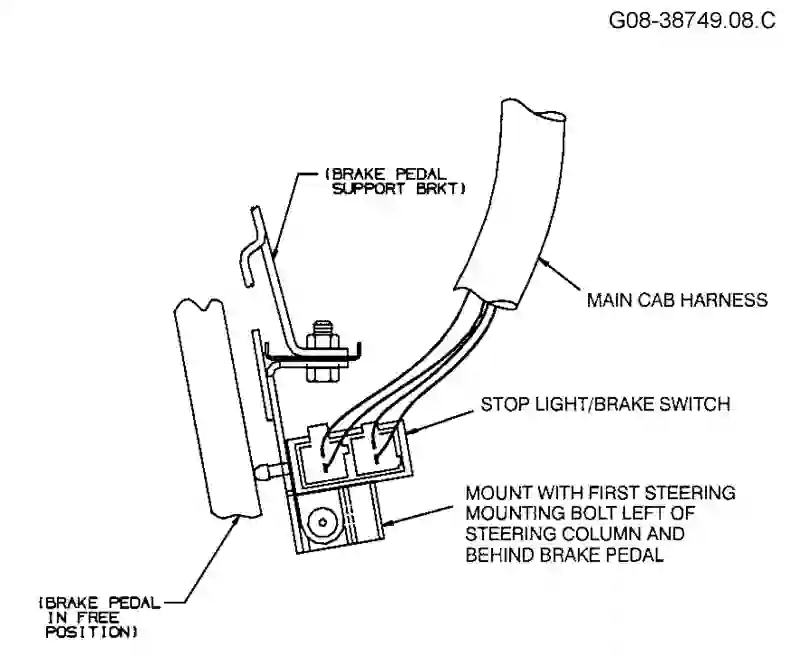 G08-38749.08.C
(BRAKE PEDAL
SUPPORT BRKT)
MAIN CAB HARNESS
STOP LIGHT/BRAKE SWITCH
MOUNT WITH FIRST STEERING
MOUNTING BOLT LEFT OF
STEERING COLUMN AND
BEHIND BRAKE PEDAL
(BRAKE PEDAL
IN FREE
POSITION)